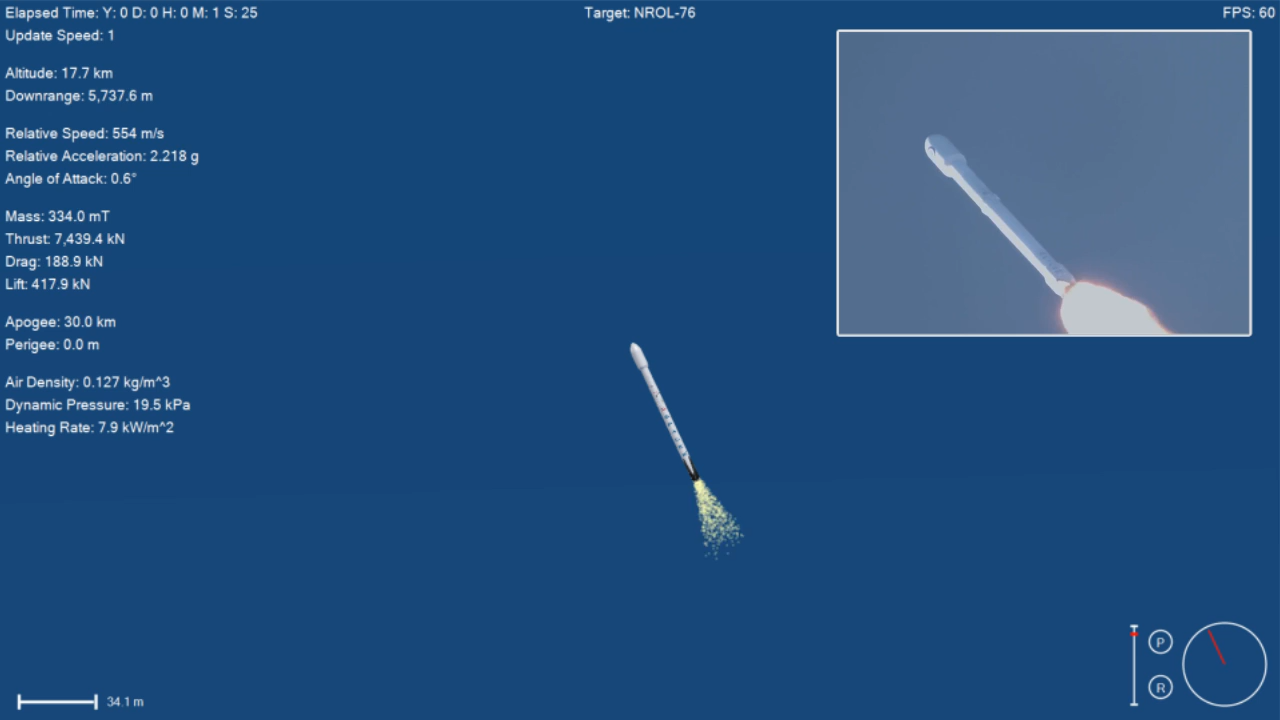 Elapsed Time: Y: 0 D: 0 H: 0 M: 1 S: 25
Target: NROL-76
FPS: 60
Update Speed: 1
Altitude: 17.7 km
Downrange: 5,737.6 m
Relative Speed: 554 m/s
Relative Acceleration: 2.218 g
Angle of Attack: 0.6°
Mass: 334.0 mT
Thrust: 7,439.4 kN
Drag: 188.9 kN
Lift: 417.9 kN
Apogee: 30.0 km
Perigee: 0.0 m
Air Density: 0.127 kg/m^3
Dynamic Pressure: 19.5 kPa
Heating Rate: 7.9 kW/m^2
P
R
34.1 m